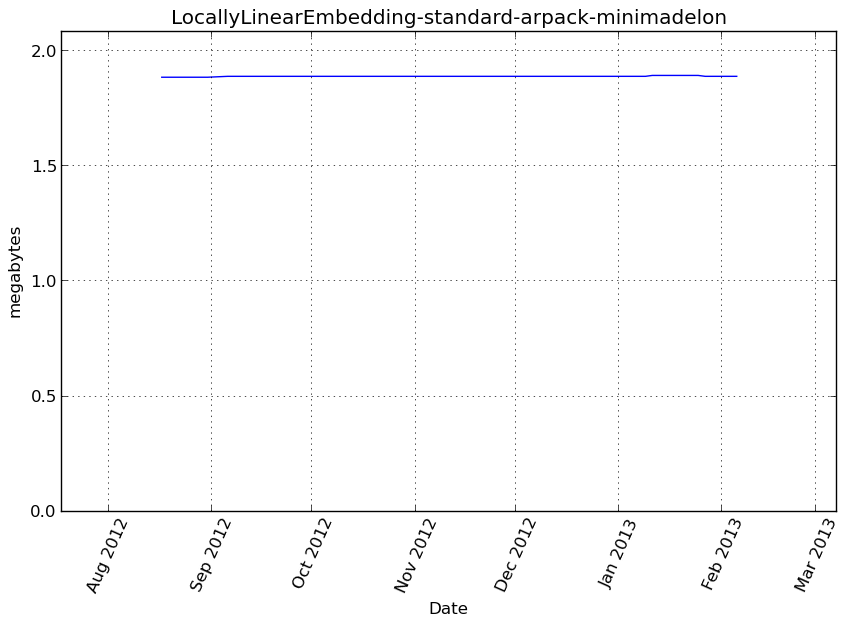 LocallyLinearEmbedding-standard-arpack-minimadelon
2.0
1.5
1.0
0.5
0.0
megabytes
Aug 2012
Sep 2012
Oct 2012
Nov 2012
Dec 2012
Jan 2013
Feb 2013
Mar 2013
Date